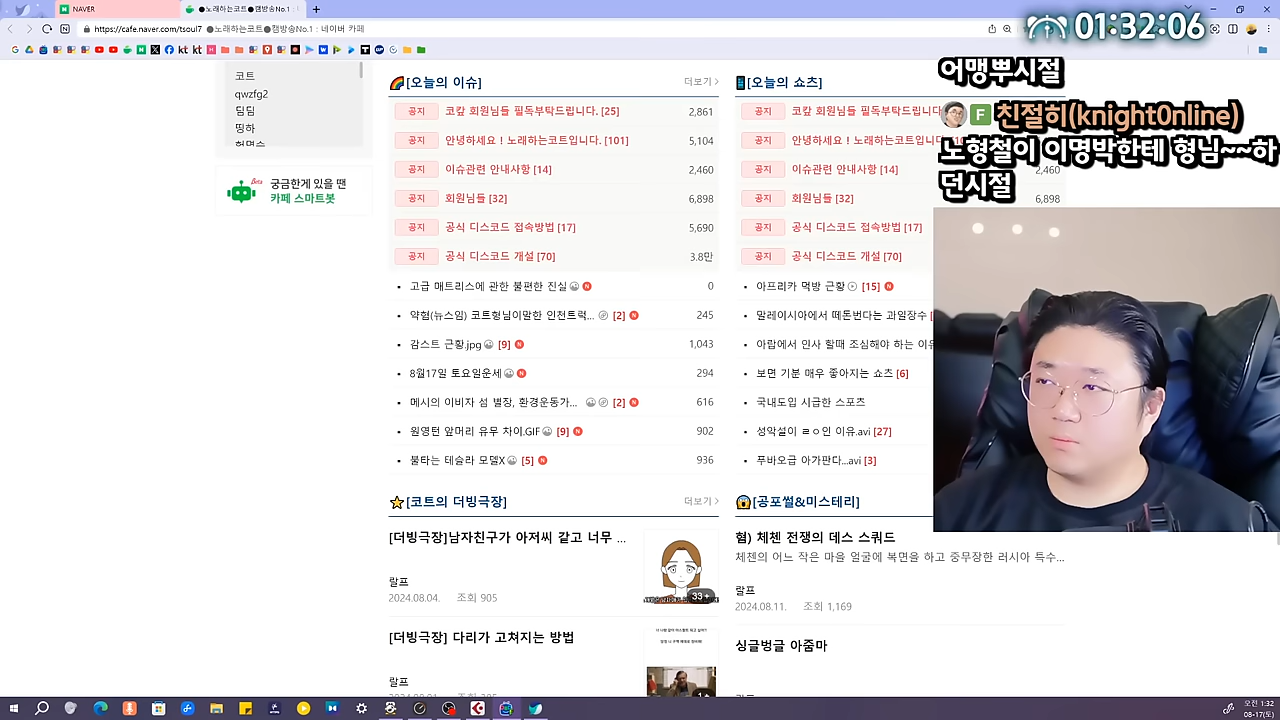 NAVER
●노래하는코트●캠방송No.1 :
https://cafe.naver.com/tsoul7
●노래하는코트●캠방송No.1 : 네이버 카페
01:32:06
어맹뿌시절
F 친절히(knight0nline)
노형철이 이명박한테 형님~~하
던시절
코트
qwzfg2
딥딥
띵하
궁금한게 있을 땐
카페 스마트봇
Beta
[오늘의 이슈]
더보기
공지 코캎 회원님들 필독부탁드립니다. [25] 2,861
공지 안녕하세요 ! 노래하는코트입니다. [101] 5,104
공지 이슈관련 안내사항 [14] 2,460
공지 회원님들 [32] 6,898
공지 공식 디스코드 접속방법 [17] 5,690
공지 공식 디스코드 개설 [70] 3.8만
고급 매트리스에 관한 불편한 진실 N 0
약혐(뉴스임) 코트형님이말한 인천트럭... [2] N 245
감스트 근황.jpg [9] N 1,043
8월17일 토요일운세 N 294
메시의 이비자 섬 별장, 환경운동가... [2] N 616
원영턴 앞머리 유무 차이.GIF [9] N 902
불타는 테슬라 모델X [5] N 936
[오늘의 쇼츠]
공지 코캎 회원님들 필독부탁드립니다
공지 안녕하세요 ! 노래하는코트입니다.
공지 이슈관련 안내사항 [14] 2,460
공지 회원님들 [32] 6,898
공지 공식 디스코드 접속방법 [17]
공지 공식 디스코드 개설 [70]
아프리카 먹방 근황 [15] N
말레이시아에서 떼돈번다는 과일장수
아랍에서 인사 할때 조심해야 하는 이유
보면 기분 매우 좋아지는 쇼츠 [6]
국내도입 시급한 스포츠
성악설이 ㄹㅇ인 이유.avi [27]
푸바오급 아가판다...avi [3]
[코트의 더빙극장]
더보기
[더빙극장]남자친구가 아저씨 같고 너무 ...
랄프
2024.08.04. 조회 905
33+
[더빙극장] 다리가 고쳐지는 방법
랄프
[공포썰&미스테리]
혐) 체첸 전쟁의 데스 스쿼드
체첸의 어느 작은 마을 얼굴에 복면을 하고 중무장한 러시아 특수...
랄프
2024.08.11. 조회 1,169
싱글벙글 아줌마
오전 1:32
08-17(토)